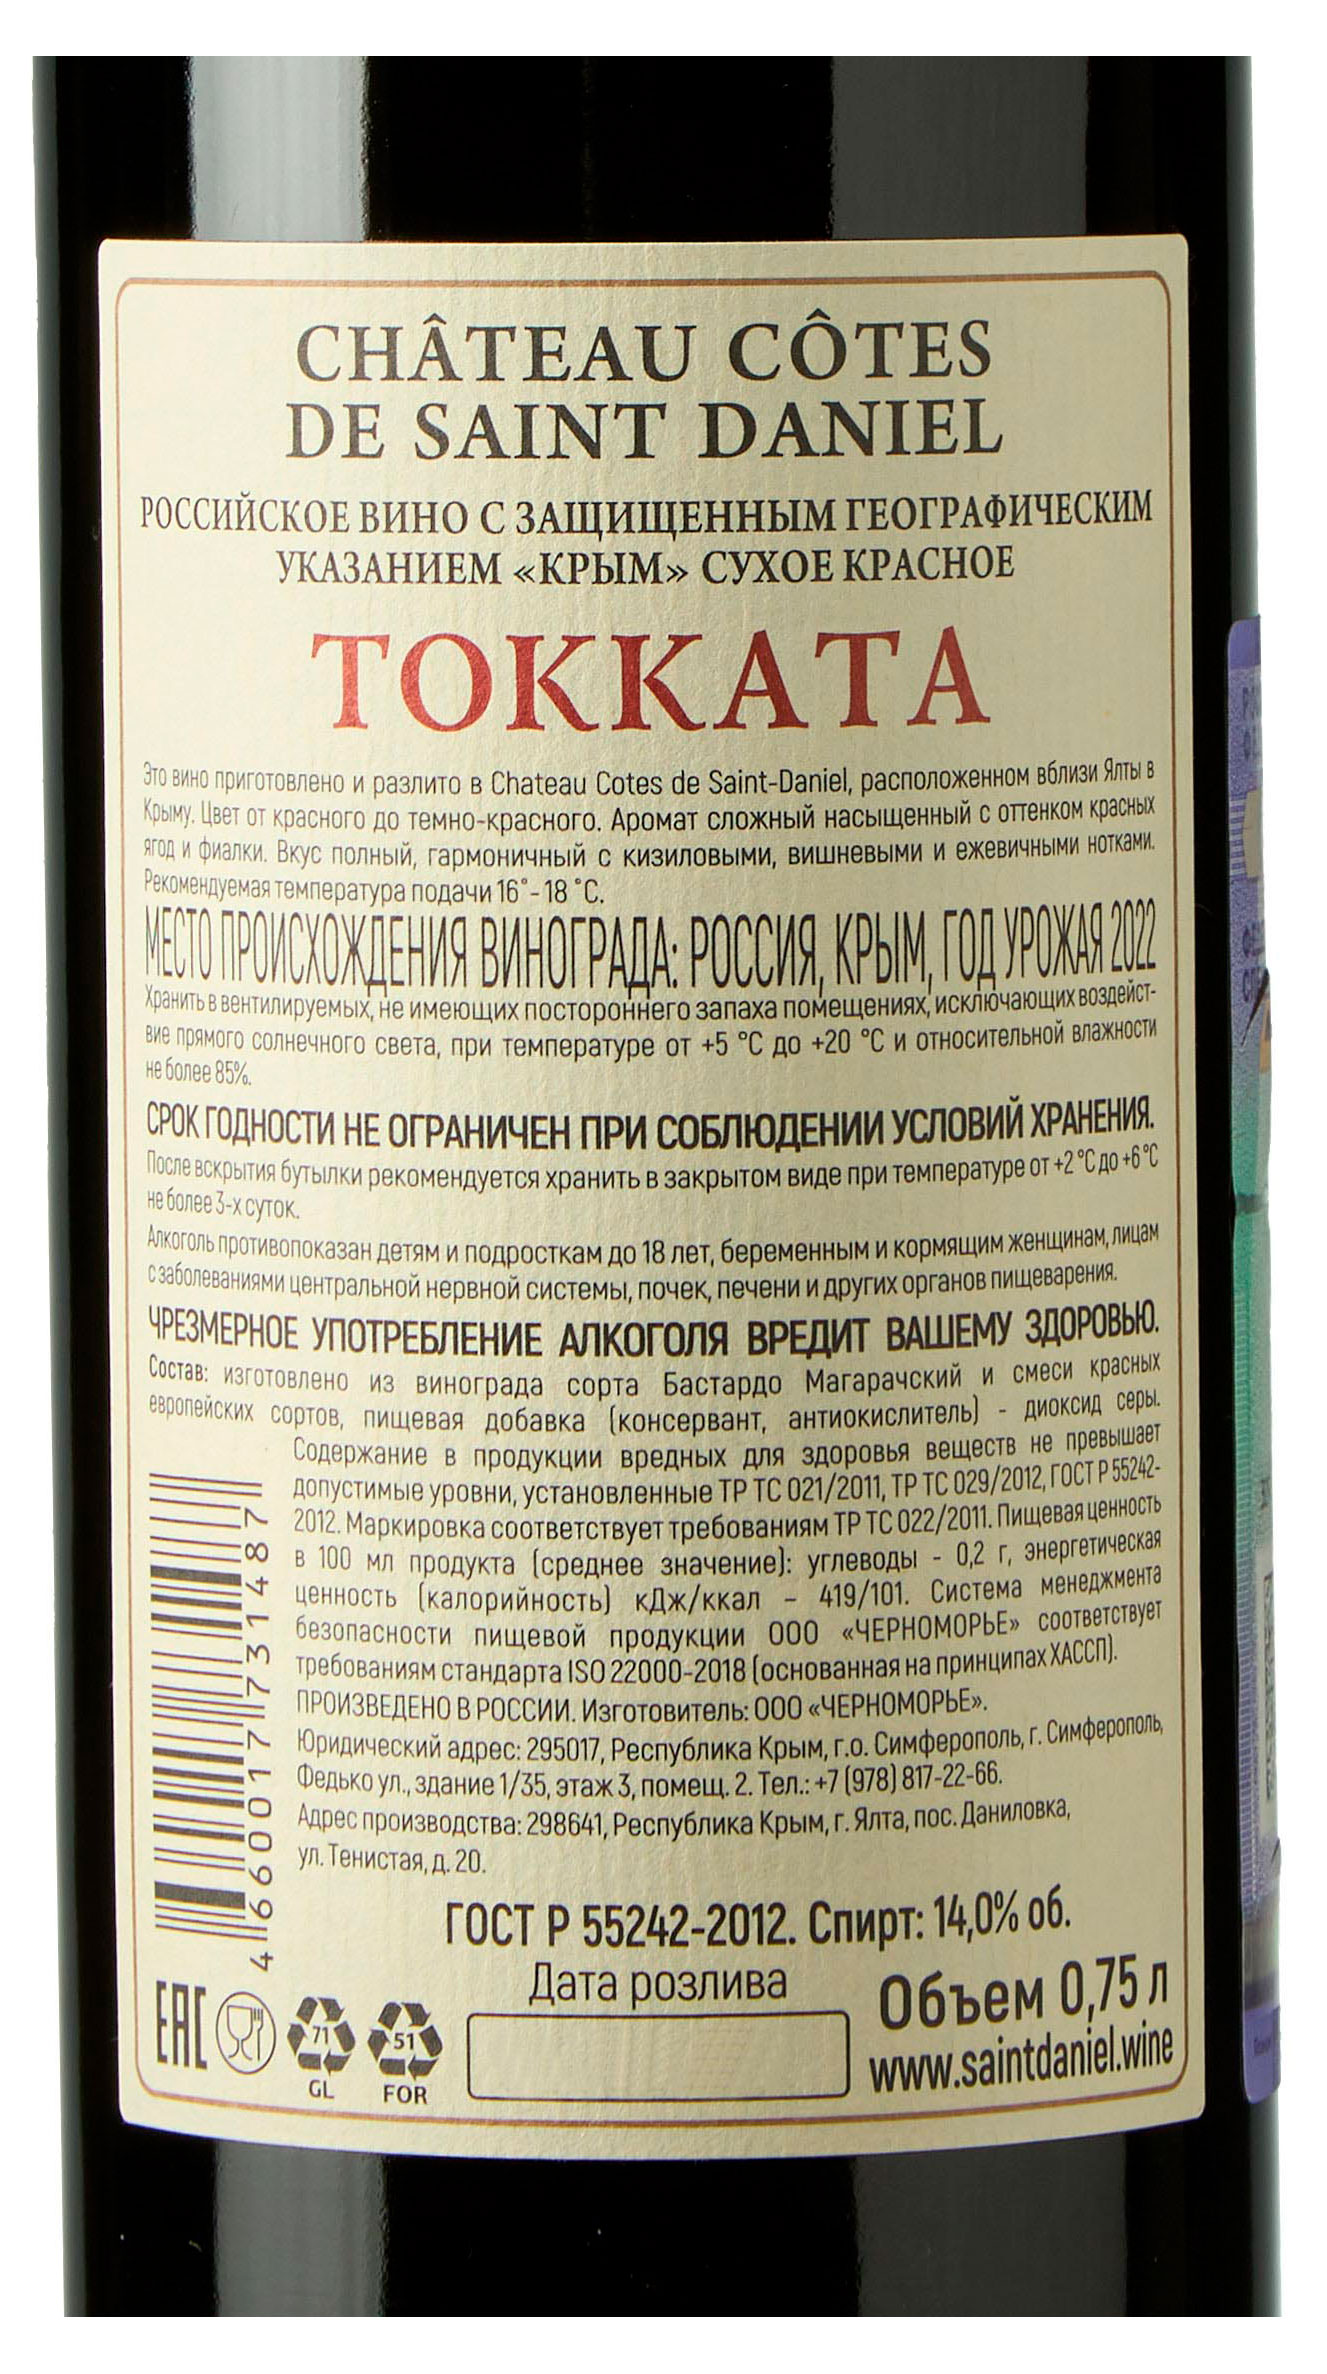 CHÂTEAU CÔTES
DE SAINT DANIEL
РОССИЙСКОЕ ВИНО С ЗАЩИЩЕННЫМ ГЕОГРАФИЧЕСКИМ
УКАЗАНИЕМ «КРЫМ» СУХОЕ КРАСНОЕ
ТОККАТА
Это вино приготовлено и разлито в Chateau Cotes de Saint-Daniel, расположенном вблизи Ялты в
Крыму. Цвет от красного до темно-красного. Аромат сложный насыщенный с оттенком красных
ягод и фиалки. Вкус полный, гармоничный с кизиловыми, вишневыми и ежевичными нотками.
Рекомендуемая температура подачи 16˚- 18 ˚С.
МЕСТО ПРОИСХОЖДЕНИЯ ВИНОГРАДА: РОССИЯ, КРЫМ, ГОД УРОЖАЯ 2022
Хранить в вентилируемых, не имеющих постороннего запаха помещениях, исключающих воздейст-
вие прямого солнечного света, при температуре от +5 °С до +20 °С и относительной влажности
не более 85%.
СРОК ГОДНОСТИ НЕ ОГРАНИЧЕН ПРИ СОБЛЮДЕНИИ УСЛОВИЙ ХРАНЕНИЯ.
После вскрытия бутылки рекомендуется хранить в закрытом виде при температуре от +2 °С до +6 °С
не более 3-х суток.
Алкоголь противопоказан детям и подросткам до 18 лет, беременным и кормящим женщинам, лицам
с заболеваниями центральной нервной системы, почек, печени и других органов пищеварения.
ЧРЕЗМЕРНОЕ УПОТРЕБЛЕНИЕ АЛКОГОЛЯ ВРЕДИТ ВАШЕМУ ЗДОРОВЬЮ.
Состав: изготовлено из винограда сорта Бастардо Магарачский и смеси красных
европейских сортов, пищевая добавка (консервант, антиокислитель) - диоксид серы.
Содержание в продукции вредных для здоровья веществ не превышает
допустимые уровни, установленные ТР ТС 021/2011, ТР ТС 029/2012, ГОСТ Р 55242-
2012. Маркировка соответствует требованиям ТР ТС 022/2011. Пищевая ценность
в 100 мл продукта (среднее значение): углеводы - 0,2 г, энергетическая
ценность (калорийность) кДж/ккал – 419/101. Система менеджмента
безопасности пищевой продукции ООО «ЧЕРНОМОРЬЕ» соответствует
требованиям стандарта ISO 22000-2018 (основанная на принципах ХАССП).
ПРОИЗВЕДЕНО В РОССИИ. Изготовитель: ООО «ЧЕРНОМОРЬЕ».
Юридический адрес: 295017, Республика Крым, г.о. Симферополь, г. Симферополь,
Федько ул., здание 1/35, этаж 3, помещ. 2. Тел.: +7 (978) 817-22-66.
Адрес производства: 298641, Республика Крым, г. Ялта, пос. Даниловка,
ул. Тенистая, д. 20.
4 660017 731487
ГОСТ Р 55242-2012. Спирт: 14,0% об.
Дата розлива
Объем 0,75 л
www.saintdaniel.wine
EAC
71
GL
51
FOR